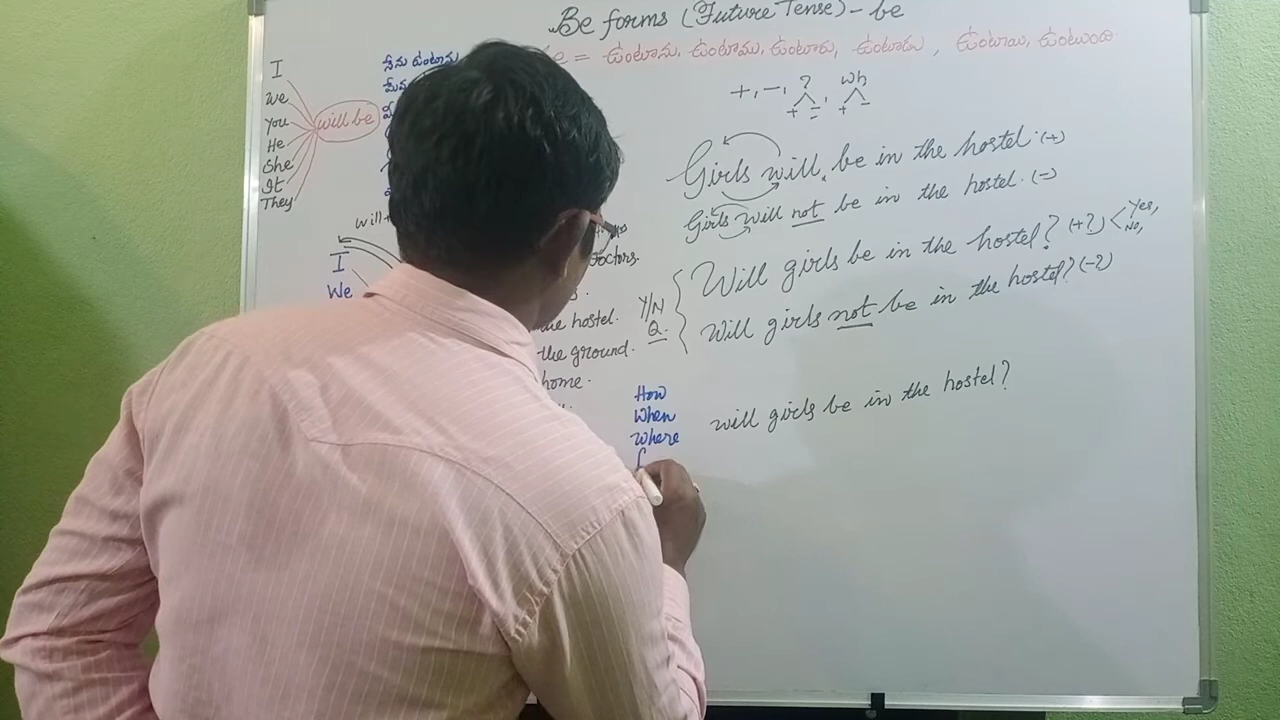 Be forms (Future Tense) - be
= ఉంటాను, ఉంటాము, ఉంటారు, ఉంటాడు, ఉంటాయి, ఉంటుంది
I
we
you
He
She
It
They
will be
నేను ఉంటాను
will
I
We
Doctors.
the hostel.
the ground.
home.
+, -, ?, wh
+ - + -
Girls will be in the hostel. (+)
Girls will not be in the hostel. (-)
Y/N Q.
Will girls be in the hostel? (+?) < Yes, No,
Will girls not be in the hostel? (-?)
How
When
Where
will girls be in the hostel?